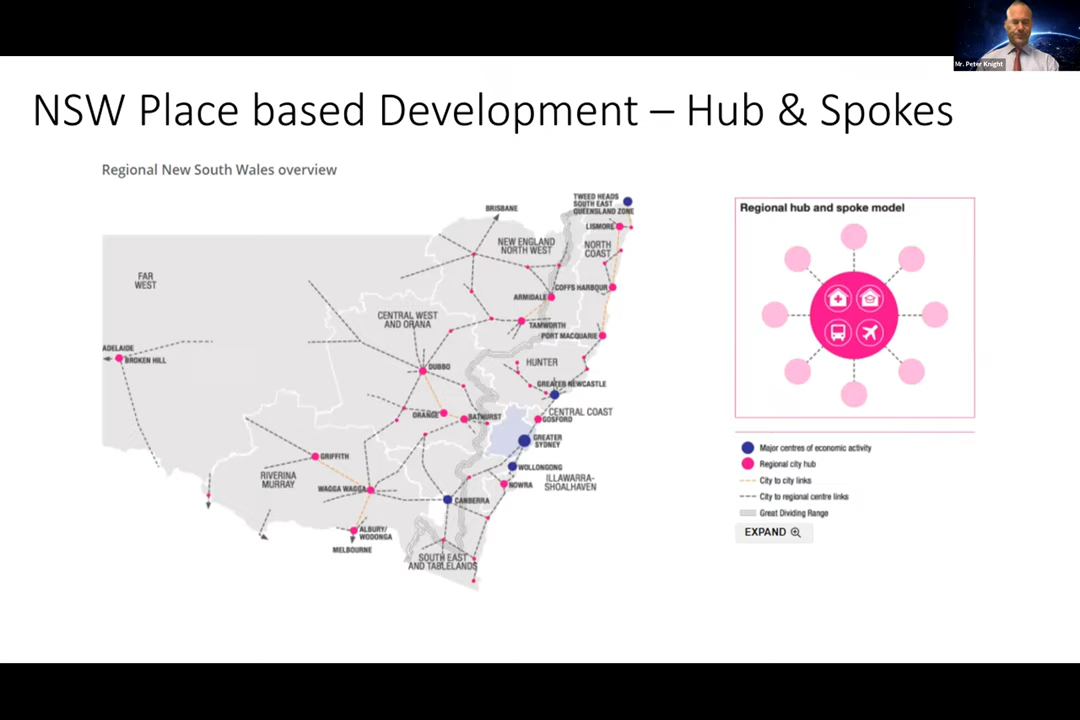 Mr. Peter Knight
NSW Place based Development – Hub & Spokes
Regional New South Wales overview
BRISBANE
TWEED HEADS
SOUTH EAST
QUEENSLAND ZONE
LISMORE
NEW ENGLAND
NORTH WEST
NORTH
COAST
FAR
WEST
COFFS HARBOUR
ARMIDALE
CENTRAL WEST
AND ORANA
TAMWORTH
PORT MACQUARIE
ADELAIDE
BROKEN HILL
HUNTER
DUBBO
GREATER NEWCASTLE
ORANGE
BATHURST
CENTRAL COAST
GOSFORD
GREATER
SYDNEY
GRIFFITH
WOLLONGONG
RIVERINA
MURRAY
ILLAWARRA-
SHOALHAVEN
WAGGA WAGGA
NOWRA
CANBERRA
ALBURY/
WODONGA
MELBOURNE
SOUTH EAST
AND TABLELANDS
Regional hub and spoke model
Major centres of economic activity
Regional city hub
City to city links
City to regional centre links
Great Dividing Range
EXPAND